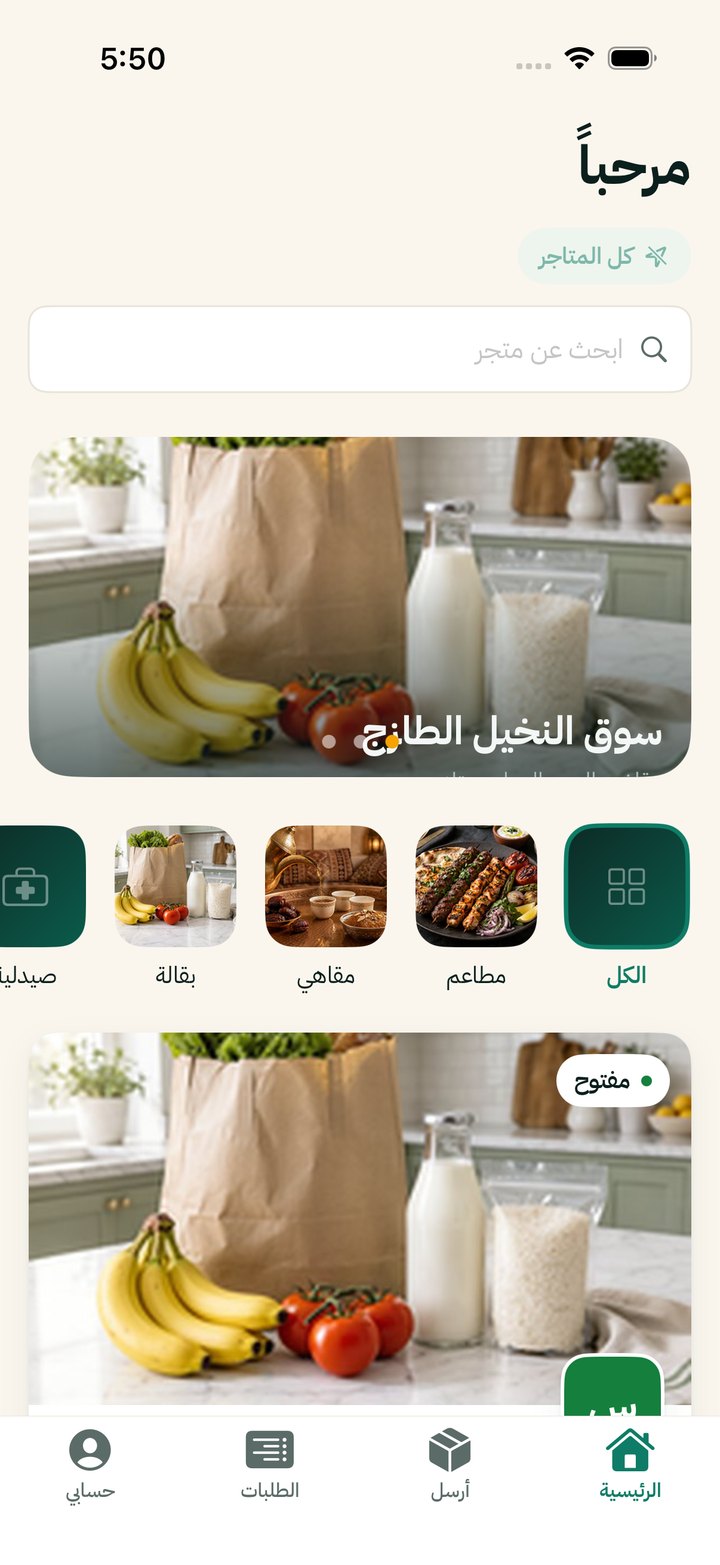 5:50
مرحباً
كل المتاجر
ابحث عن متجر
سوق النخيل الطازج
الكل
مطاعم
مقاهي
بقالة
صيدلية
مفتوح
س
الرئيسية
أرسل
الطلبات
حسابي